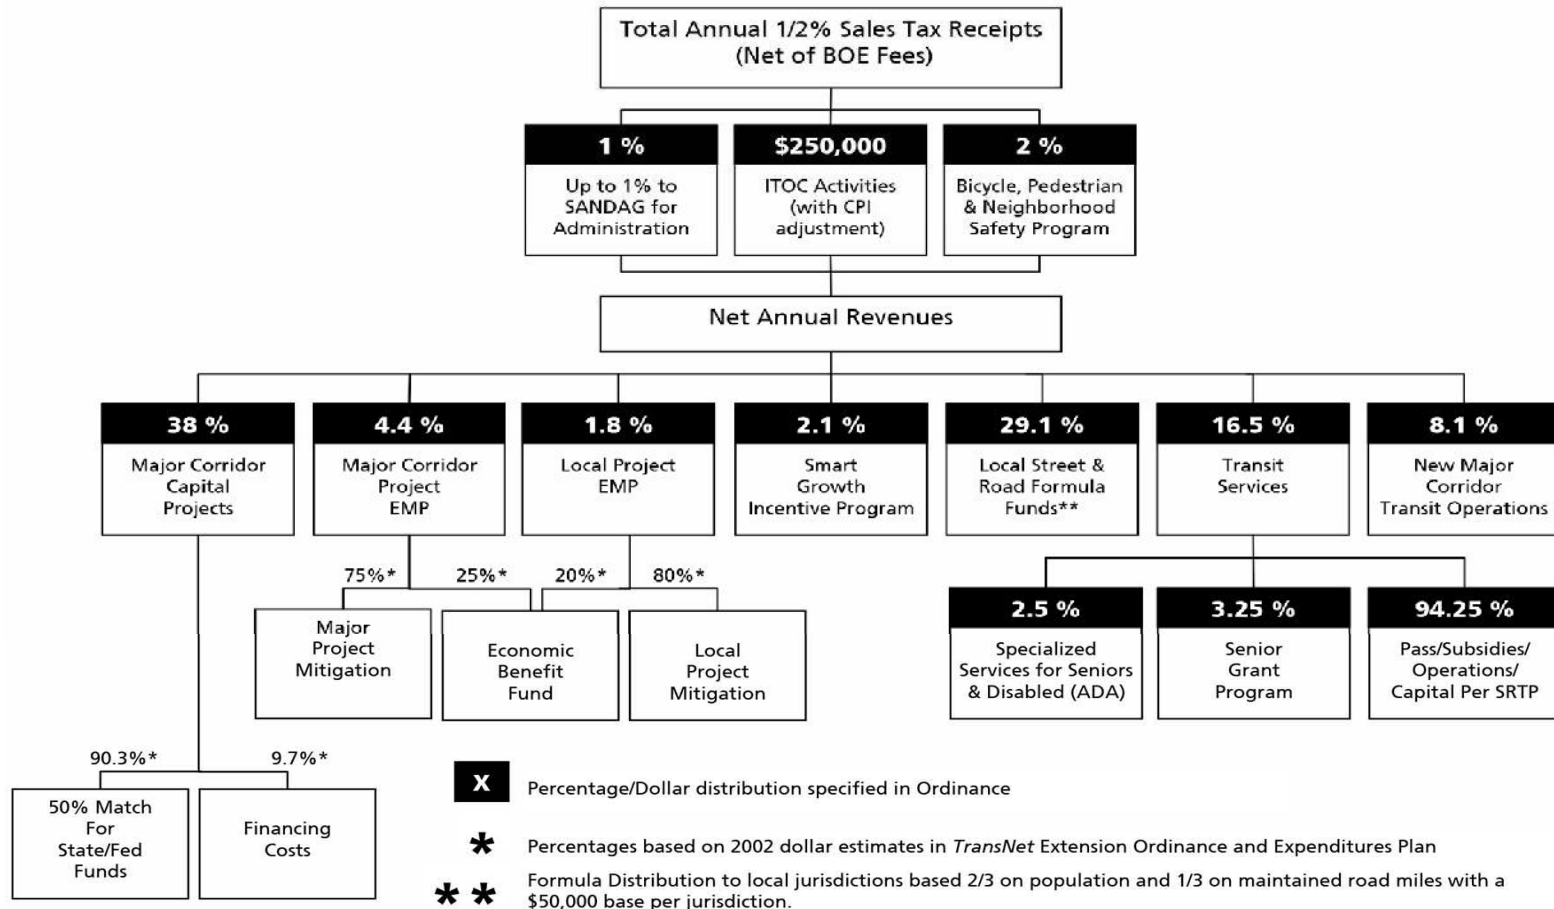 Total Annual 1/2% Sales Tax Receipts
(Net of BOE Fees)
1 %
Up to 1% to
SANDAG for
Administration
$250,000
ITOC Activities
(with CPI
adjustment)
2 %
Bicycle, Pedestrian
& Neighborhood
Safety Program
Net Annual Revenues
38 %
Major Corridor
Capital
Projects
4.4 %
Major Corridor
Project
EMP
1.8 %
Local Project
EMP
2.1 %
Smart
Growth
Incentive Program
29.1 %
Local Street &
Road Formula
Funds**
16.5 %
Transit
Services
8.1 %
New Major
Corridor
Transit Operations
75%*
25%*
20%*
80%*
Major
Project
Mitigation
Economic
Benefit
Fund
Local
Project
Mitigation
2.5 %
Specialized
Services for Seniors
& Disabled (ADA)
3.25 %
Senior
Grant
Program
94.25 %
Pass/Subsidies/
Operations/
Capital Per SRTP
90.3%*
9.7%*
50% Match
For
State/Fed
Funds
Financing
Costs
X Percentage/Dollar distribution specified in Ordinance
* Percentages based on 2002 dollar estimates in TransNet Extension Ordinance and Expenditures Plan
** Formula Distribution to local jurisdictions based 2/3 on population and 1/3 on maintained road miles with a
$50,000 base per jurisdiction.